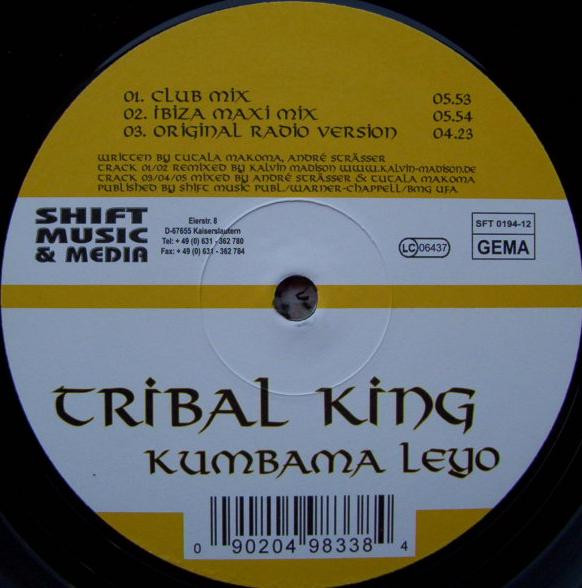 01. CLUB MIX 05.53
02. IBIZA MAXI MIX 05.54
03. ORIGINAL RADIO VERSION 04.23
WRITTEN BY TUTALA MAKOMA, ANDRÉ STRÄSSER
TRACK 01/02 REMIXED BY KALVIN MADISON WWW.KALVIN-MADISON.DE
TRACK 03/04/05 MIXED BY ANDRÉ STRÄSSER & TUTALA MAKOMA
PUBLISHED BY SHIFT MUSIC PUBL./WARNER-CHAPPELL/BMG UFA
SHIFT
MUSIC
& MEDIA
Eierstr. 8
D-67655 Kaiserslautern
Tel: + 49 (0) 631 - 362 780
Fax: + 49 (0) 631 - 362 784
LC 06437
SFT 0194-12
GEMA
TRIBAL KING
KUMBAMA LEYO
0 90204 98338 4